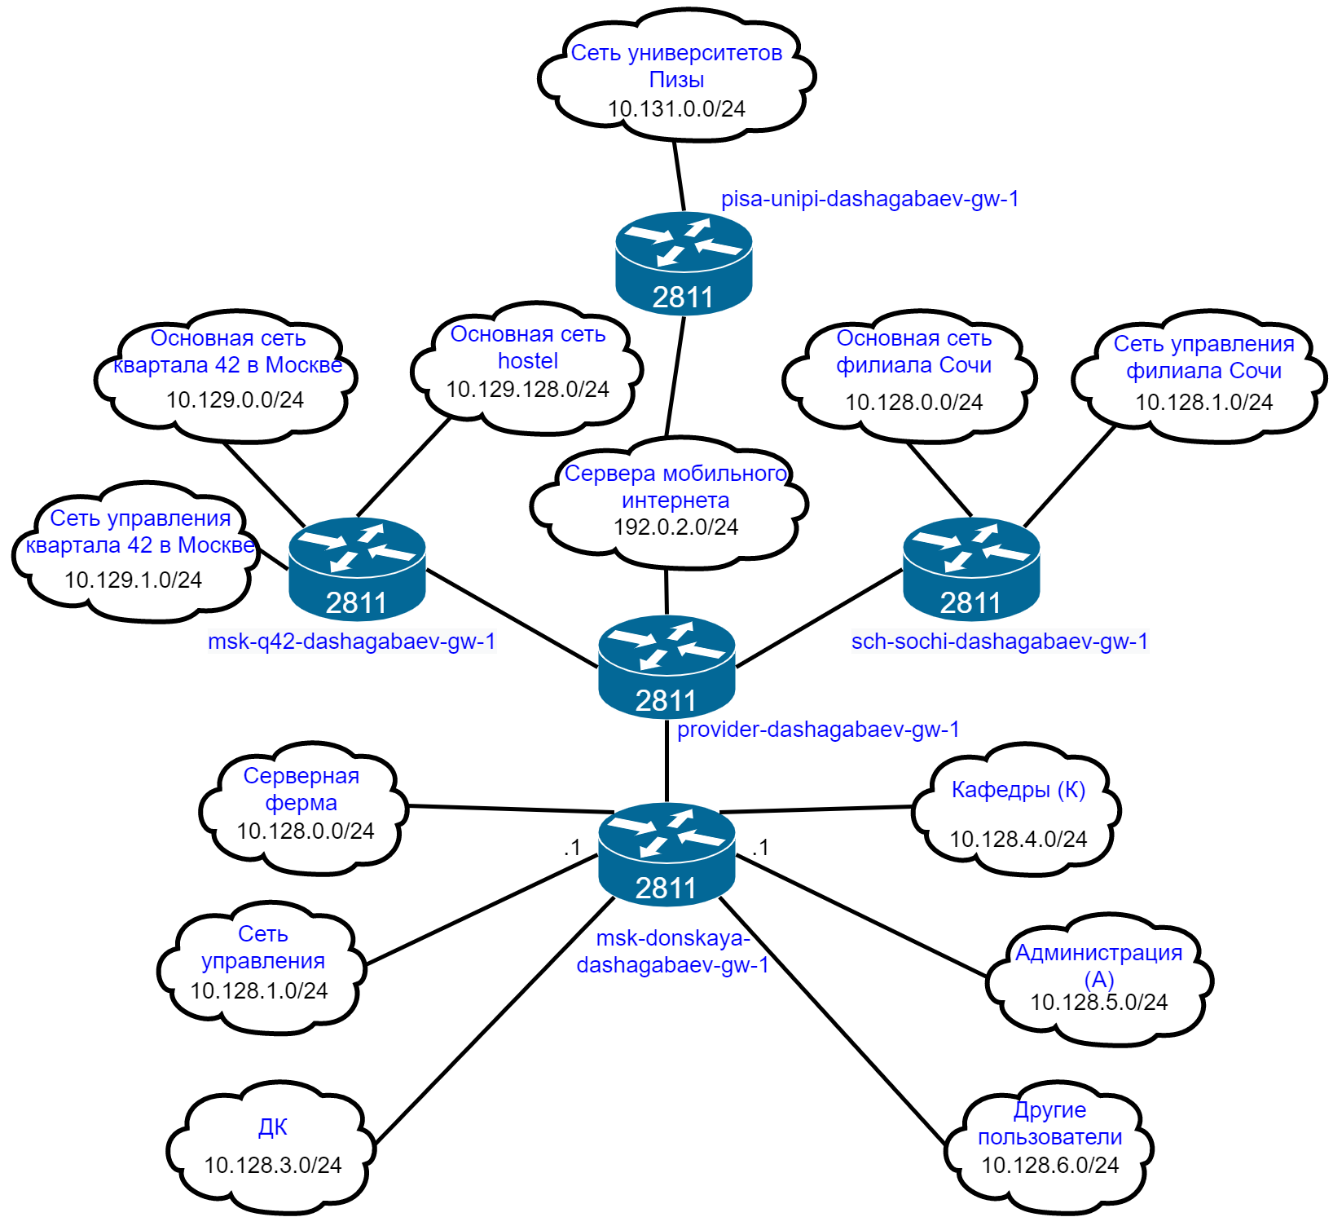 Сеть университетов
Пизы
10.131.0.0/24
pisa-unipi-dashagabaev-gw-1
2811
Основная сеть
квартала 42 в Москве
10.129.0.0/24
Основная сеть
hostel
10.129.128.0/24
Основная сеть
филиала Сочи
10.128.0.0/24
Сеть управления
филиала Сочи
10.128.1.0/24
Сервера мобильного
интернета
192.0.2.0/24
Сеть управления
квартала 42 в Москве
10.129.1.0/24
2811
msk-q42-dashagabaev-gw-1
2811
sch-sochi-dashagabaev-gw-1
2811
provider-dashagabaev-gw-1
Серверная
ферма
10.128.0.0/24
Кафедры (К)
10.128.4.0/24
.1
.1
2811
msk-donskaya-
dashagabaev-gw-1
Сеть
управления
10.128.1.0/24
Администрация
(А)
10.128.5.0/24
ДК
10.128.3.0/24
Другие
пользователи
10.128.6.0/24